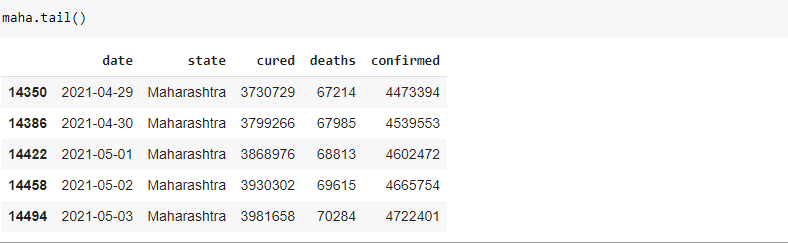 maha.tail()
date state cured deaths confirmed
14350 2021-04-29 Maharashtra 3730729 67214 4473394
14386 2021-04-30 Maharashtra 3799266 67985 4539553
14422 2021-05-01 Maharashtra 3868976 68813 4602472
14458 2021-05-02 Maharashtra 3930302 69615 4665754
14494 2021-05-03 Maharashtra 3981658 70284 4722401